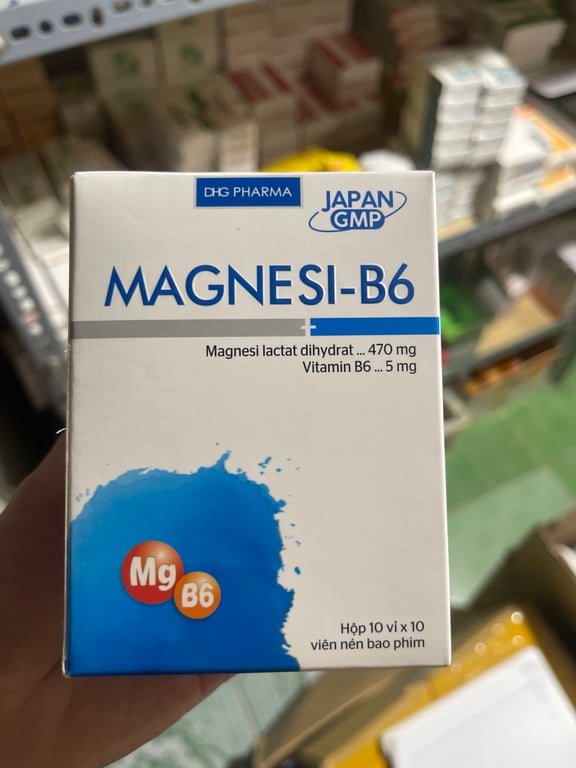 DHG PHARMA
JAPAN
GMP
MAGNESI-B6
Magnesi lactat dihydrat ... 470 mg
Vitamin B6 ... 5 mg
Mg
B6
Hộp 10 vỉ x 10
viên nén bao phim